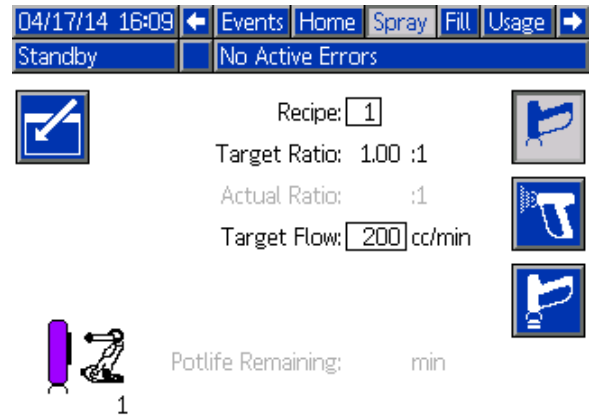 04/17/14 16:09 Events Home Spray Fill Usage
Standby No Active Errors
Recipe: 1
Target Ratio: 1.00 :1
Actual Ratio: :1
Target Flow: 200 cc/min
Potlife Remaining: min
1